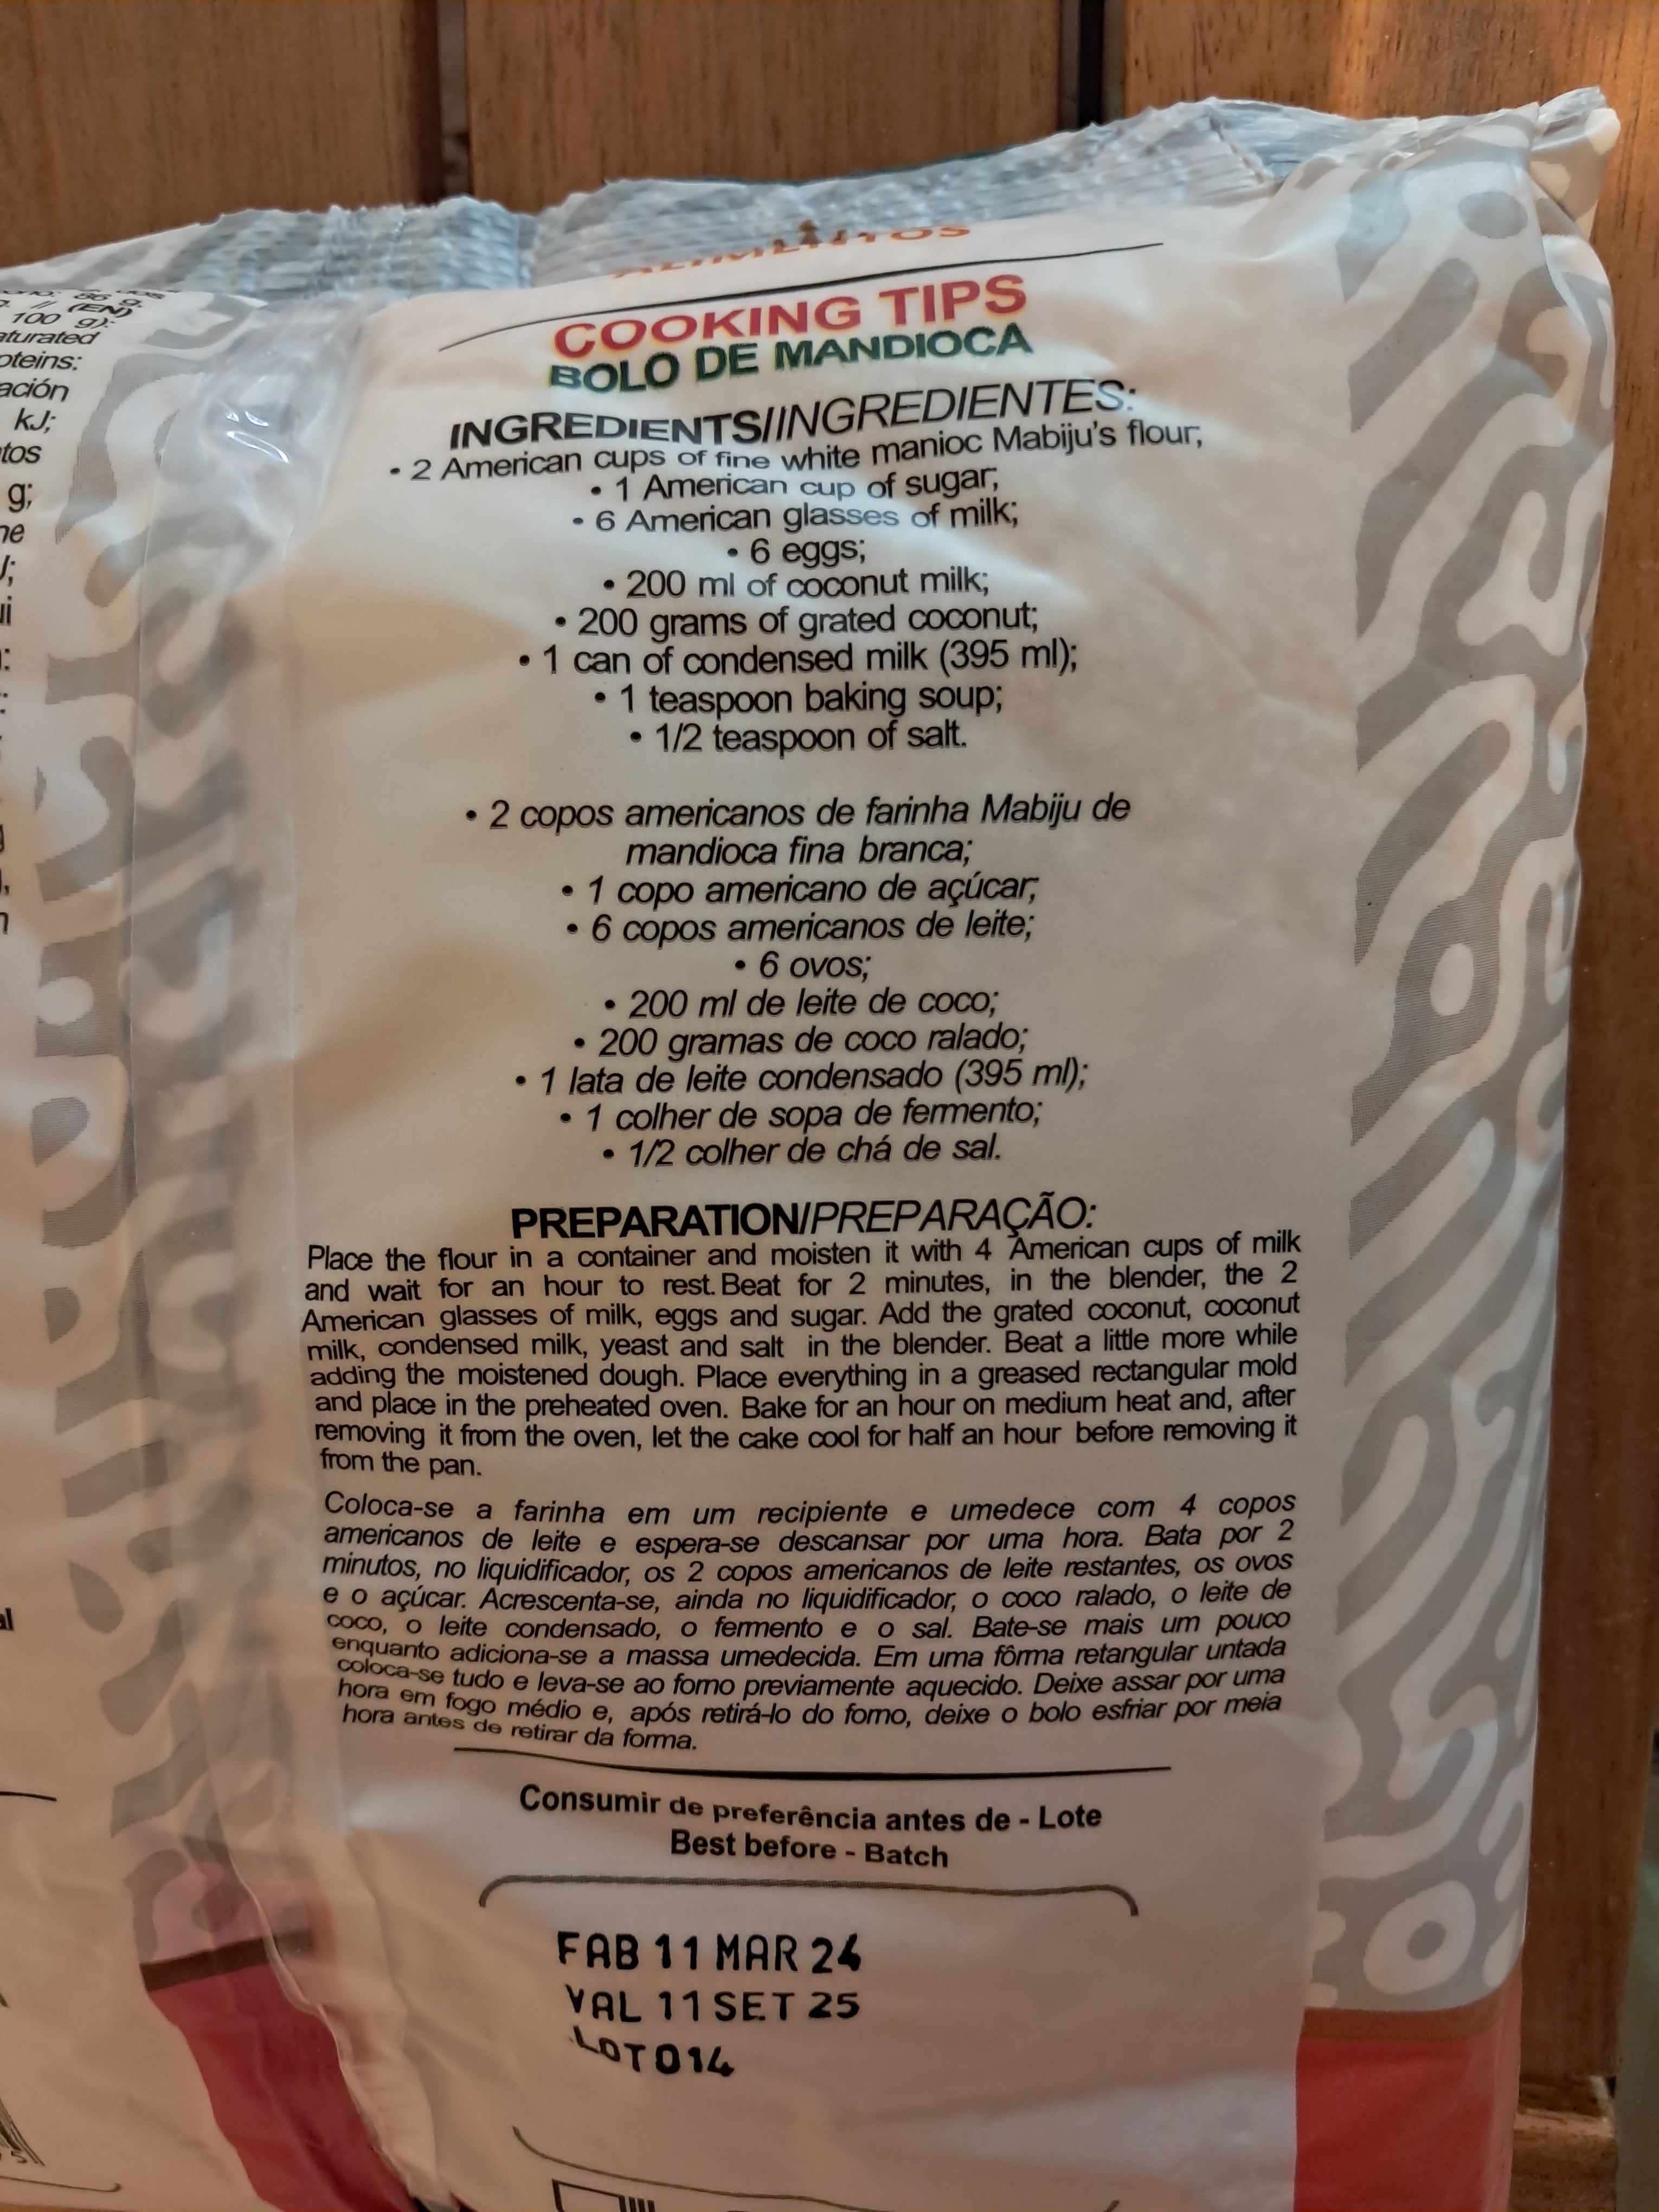 (EN)
100 g):
aturated
oteins:
ación
kJ;
tos
g;
ALIMENTOS
COOKING TIPS
BOLO DE MANDIOCA
INGREDIENTS//INGREDIENTES:
• 2 American cups of fine white manioc Mabiju's flour;
• 1 American cup of sugar;
• 6 American glasses of milk;
• 6 eggs;
• 200 ml of coconut milk;
• 200 grams of grated coconut;
• 1 can of condensed milk (395 ml);
• 1 teaspoon baking soup;
• 1/2 teaspoon of salt.
• 2 copos americanos de farinha Mabiju de
mandioca fina branca;
• 1 copo americano de açúcar;
• 6 copos americanos de leite;
• 6 ovos;
• 200 ml de leite de coco;
• 200 gramas de coco ralado;
• 1 lata de leite condensado (395 ml);
• 1 colher de sopa de fermento;
• 1/2 colher de chá de sal.
PREPARATION/PREPARAÇÃO:
Place the flour in a container and moisten it with 4 American cups of milk
and wait for an hour to rest. Beat for 2 minutes, in the blender, the 2
American glasses of milk, eggs and sugar. Add the grated coconut, coconut
milk, condensed milk, yeast and salt in the blender. Beat a little more while
adding the moistened dough. Place everything in a greased rectangular mold
and place in the preheated oven. Bake for an hour on medium heat and, after
removing it from the oven, let the cake cool for half an hour before removing it
from the pan.
Coloca-se a farinha em um recipiente e umedece com 4 copos
americanos de leite e espera-se descansar por uma hora. Bata por 2
minutos, no liquidificador, os 2 copos americanos de leite restantes, os ovos
e o açúcar. Acrescenta-se, ainda no liquidificador, o coco ralado, o leite de
coco, o leite condensado, o fermento e o sal. Bate-se mais um pouco
enquanto adiciona-se a massa umedecida. Em uma fôrma retangular untada
coloca-se tudo e leva-se ao forno previamente aquecido. Deixe assar por uma
hora em fogo médio e, após retirá-lo do forno, deixe o bolo esfriar por meia
hora antes de retirar da forma.
Consumir de preferência antes de - Lote
Best before - Batch
FAB 11 MAR 24
VAL 11 SET 25
LOT 014